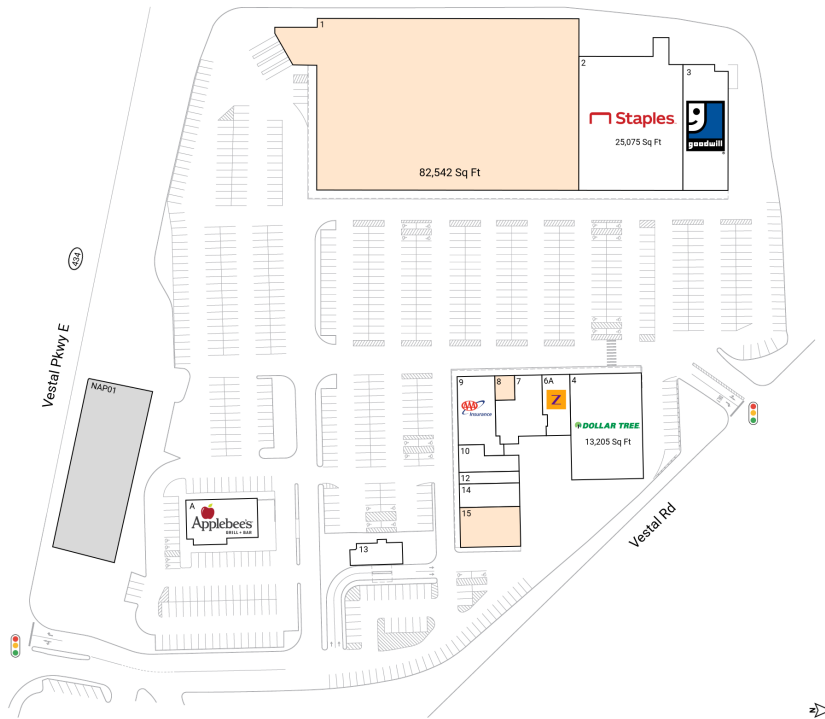 1
82,542 Sq Ft
2
Staples
25,075 Sq Ft
3
goodwill
434
Vestal Pkwy E
NAP01
9
AAA Insurance
8
7
6A
Z
4
DOLLAR TREE
13,205 Sq Ft
10
12
14
15
A
Applebee's
GRILL + BAR
13
Vestal Rd
N